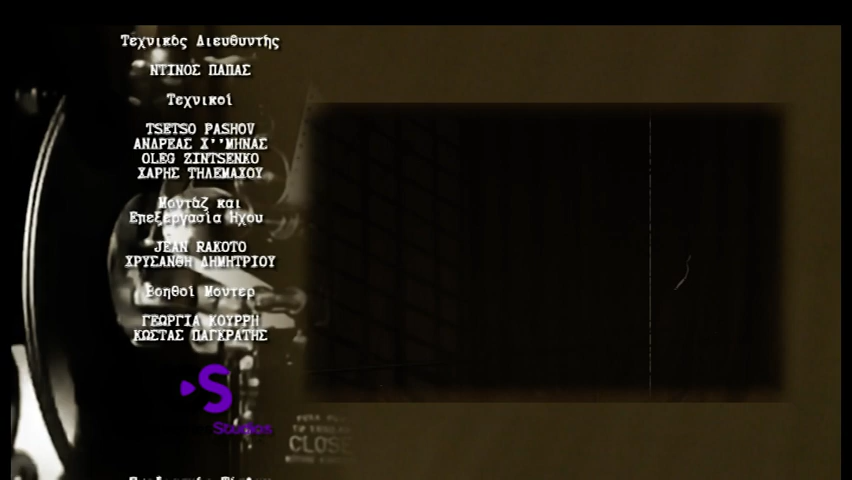 Τεχνικός Διευθυντής
ΝΤΙΝΟΣ ΠΑΠΑΣ
Τεχνικοί
TSETSO PASHOV
ΑΝΔΡΕΑΣ Χ''ΜΗΝΑΣ
OLEG ZINTSENKO
ΧΑΡΗΣ ΤΗΛΕΜΑΧΟΥ
Μοντάζ και
Επεξεργασία Ήχου
JEAN RAKOTO
ΧΡΥΣΑΝΘΗ ΔΗΜΗΤΡΙΟΥ
Βοηθοί Μοντέρ
ΓΕΩΡΓΙΑ ΚΟΥΡΡΗ
ΚΩΣΤΑΣ ΠΑΓΚΡΑΤΗΣ
S
Studios
CLOSE